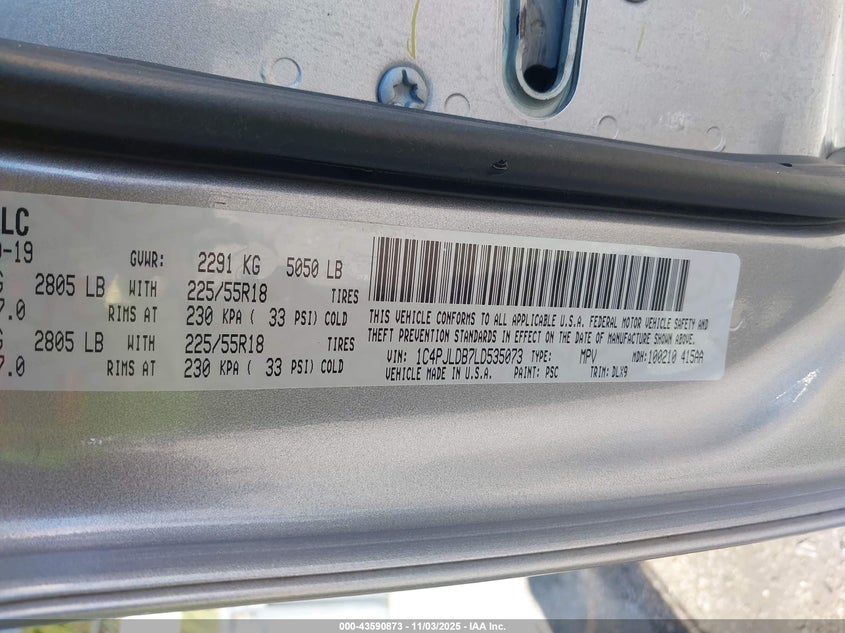 LC
-19
GVWR: 2291 KG 5050 LB
2805 LB WITH 225/55R18 TIRES
7.0 RIMS AT 230 KPA ( 33 PSI) COLD
2805 LB WITH 225/55R18 TIRES
7.0 RIMS AT 230 KPA ( 33 PSI) COLD
THIS VEHICLE CONFORMS TO ALL APPLICABLE U.S.A. FEDERAL MOTOR VEHICLE SAFETY AND
THEFT PREVENTION STANDARDS IN EFFECT ON THE DATE OF MANUFACTURE SHOWN ABOVE.
VIN: 1C4PJLDB7LD535073 TYPE: MPV MDH: 100210 415AA
VEHICLE MADE IN U.S.A. PAINT: PSC TRIM: DLX9
000-43590873 - 11/03/2025 - IAA Inc.